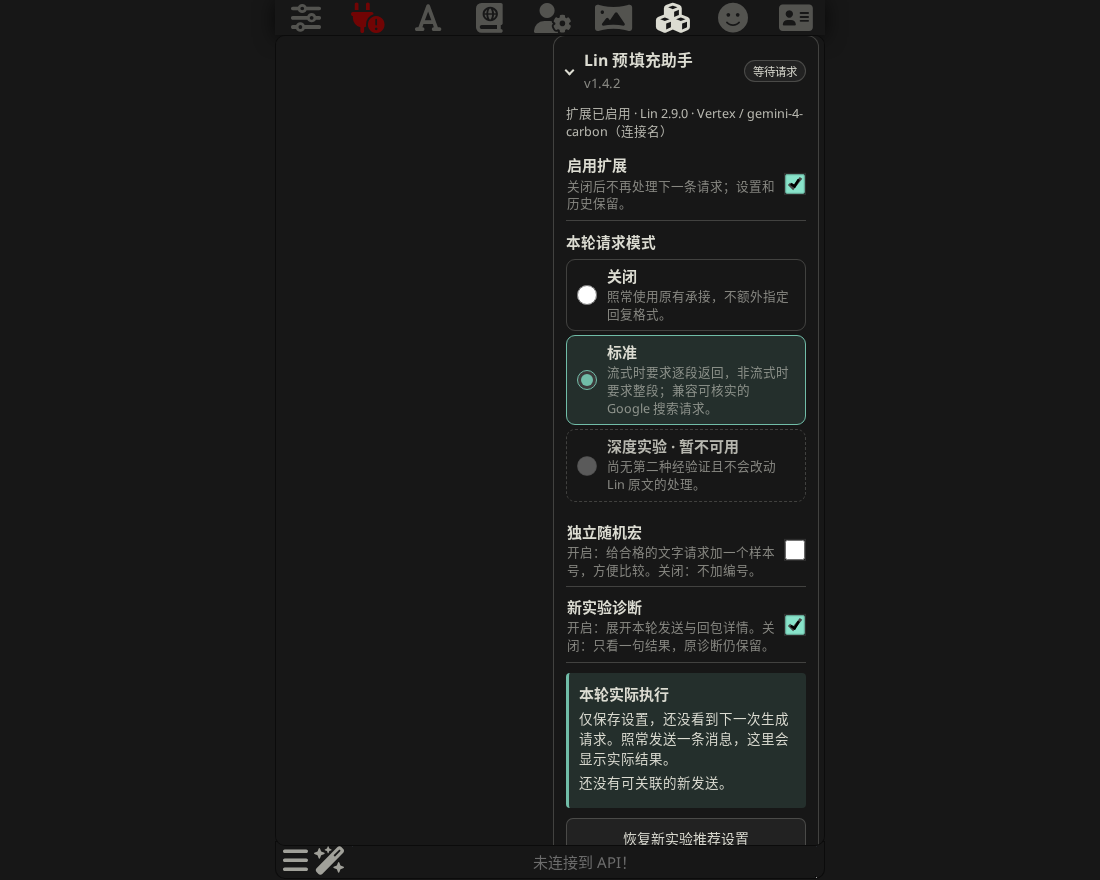 Lin 预填充助手
v1.4.2
等待请求
扩展已启用 · Lin 2.9.0 · Vertex / gemini-4-
carbon（连接名）
启用扩展
关闭后不再处理下一条请求；设置和
历史保留。
本轮请求模式
关闭
照常使用原有承接，不额外指定
回复格式。
标准
流式时要求逐段返回，非流式时
要求整段；兼容可核实的
Google 搜索请求。
深度实验 · 暂不可用
尚无第二种经验证且不会改动
Lin 原文的处理。
独立随机宏
开启：给合格的文字请求加一个样本
号，方便比较。关闭：不加编号。
新实验诊断
开启：展开本轮发送与回包详情。关
闭：只看一句结果，原诊断仍保留。
本轮实际执行
仅保存设置，还没看到下一次生成
请求。照常发送一条消息，这里会
显示实际结果。
还没有可关联的新发送。
恢复新实验推荐设置
未连接到 API！